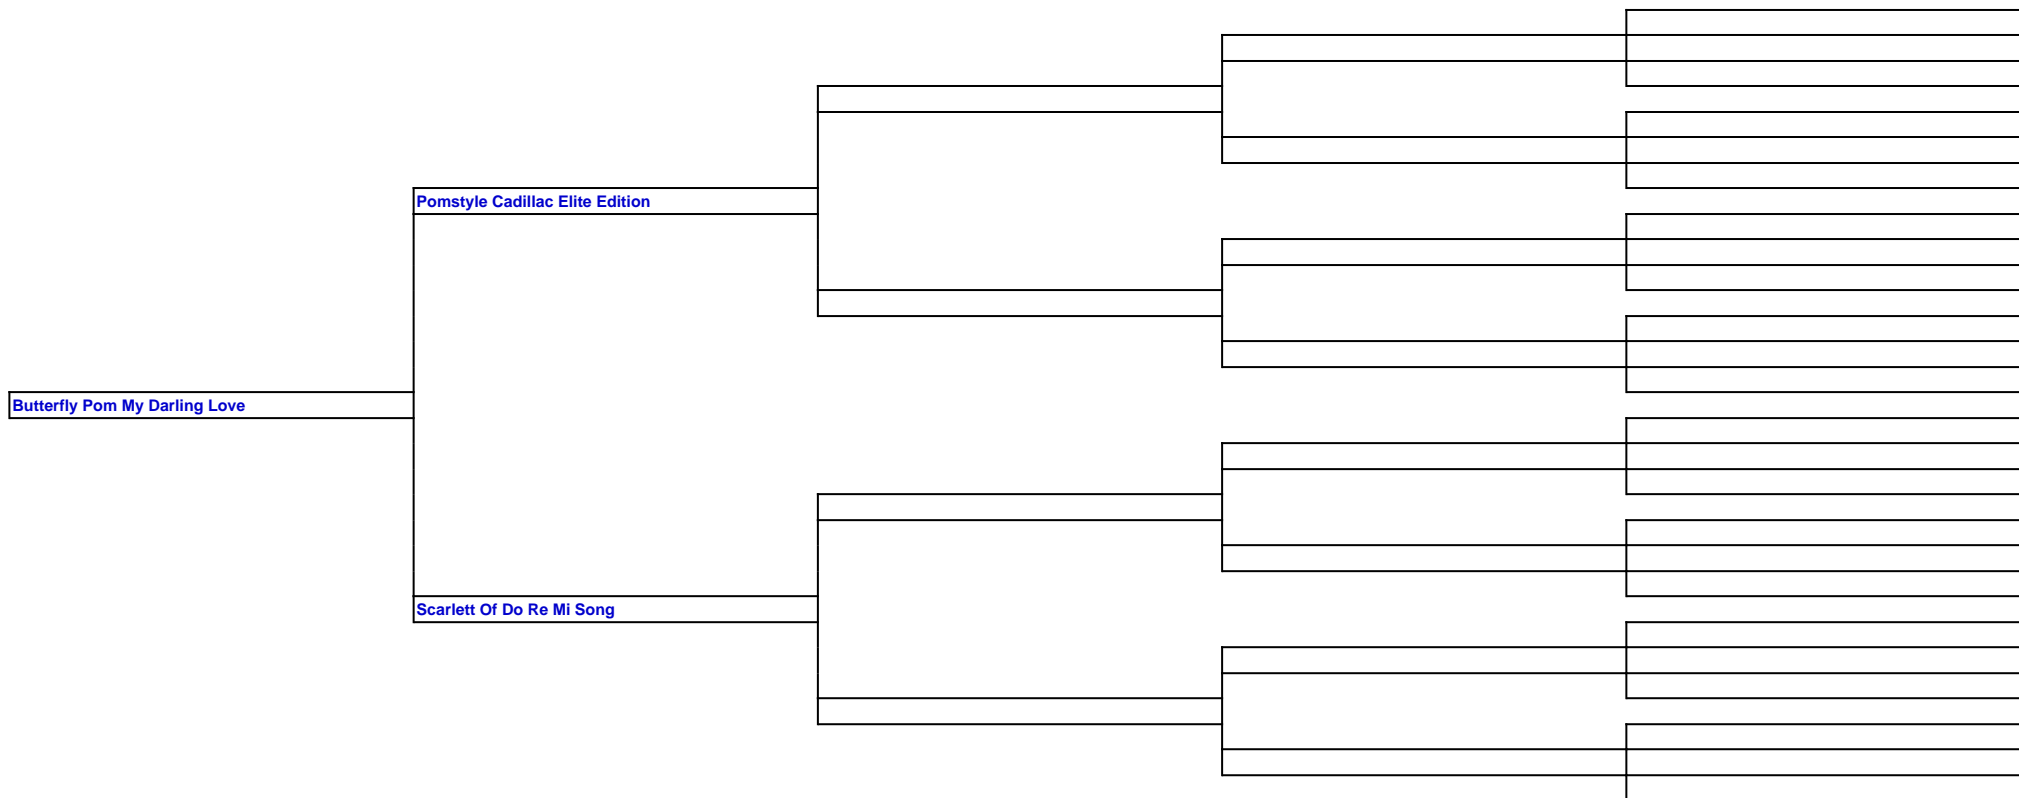 Pomstyle Cadillac Elite Edition
Butterfly Pom My Darling Love
Scarlett Of Do Re Mi Song